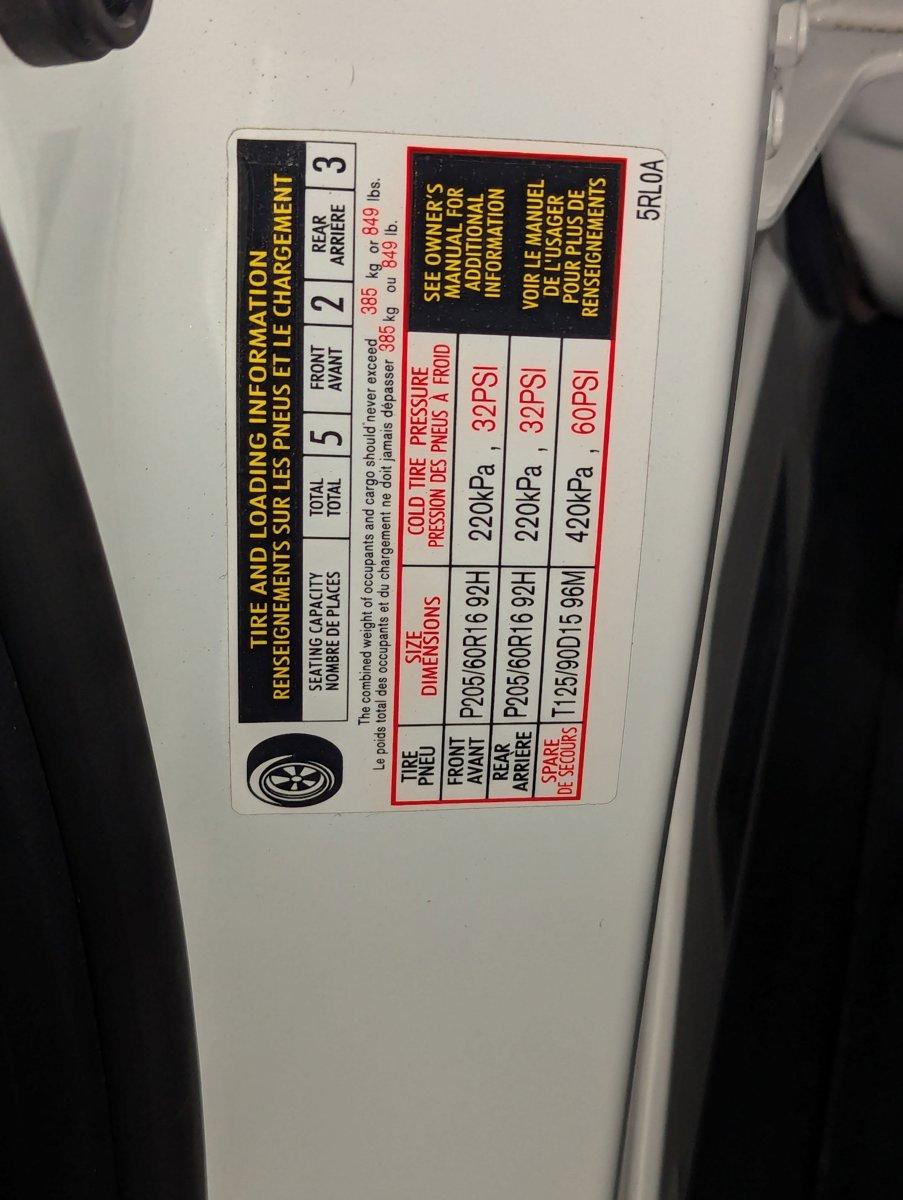 TIRE AND LOADING INFORMATION
RENSEIGNEMENTS SUR LES PNEUS ET LE CHARGEMENT
SEATING CAPACITY
NOMBRE DE PLACES
TOTAL
TOTAL
5
FRONT
AVANT
2
REAR
ARRIERE
3
The combined weight of occupants and cargo should never exceed 385 kg or 849 lbs.
Le poids total des occupants et du chargement ne doit jamais dépasser 385 kg ou 849 lb.
TIRE
PNEU
SIZE
DIMENSIONS
COLD TIRE PRESSURE
PRESSION DES PNEUS À FROID
FRONT
AVANT
P205/60R16 92H
220kPa , 32PSI
REAR
ARRIÈRE
P205/60R16 92H
220kPa , 32PSI
SPARE
DE SECOURS
T125/90D15 96M
420kPa , 60PSI
SEE OWNER'S
MANUAL FOR
ADDITIONAL
INFORMATION
VOIR LE MANUEL
DE L'USAGER
POUR PLUS DE
RENSEIGNEMENTS
5RL0A